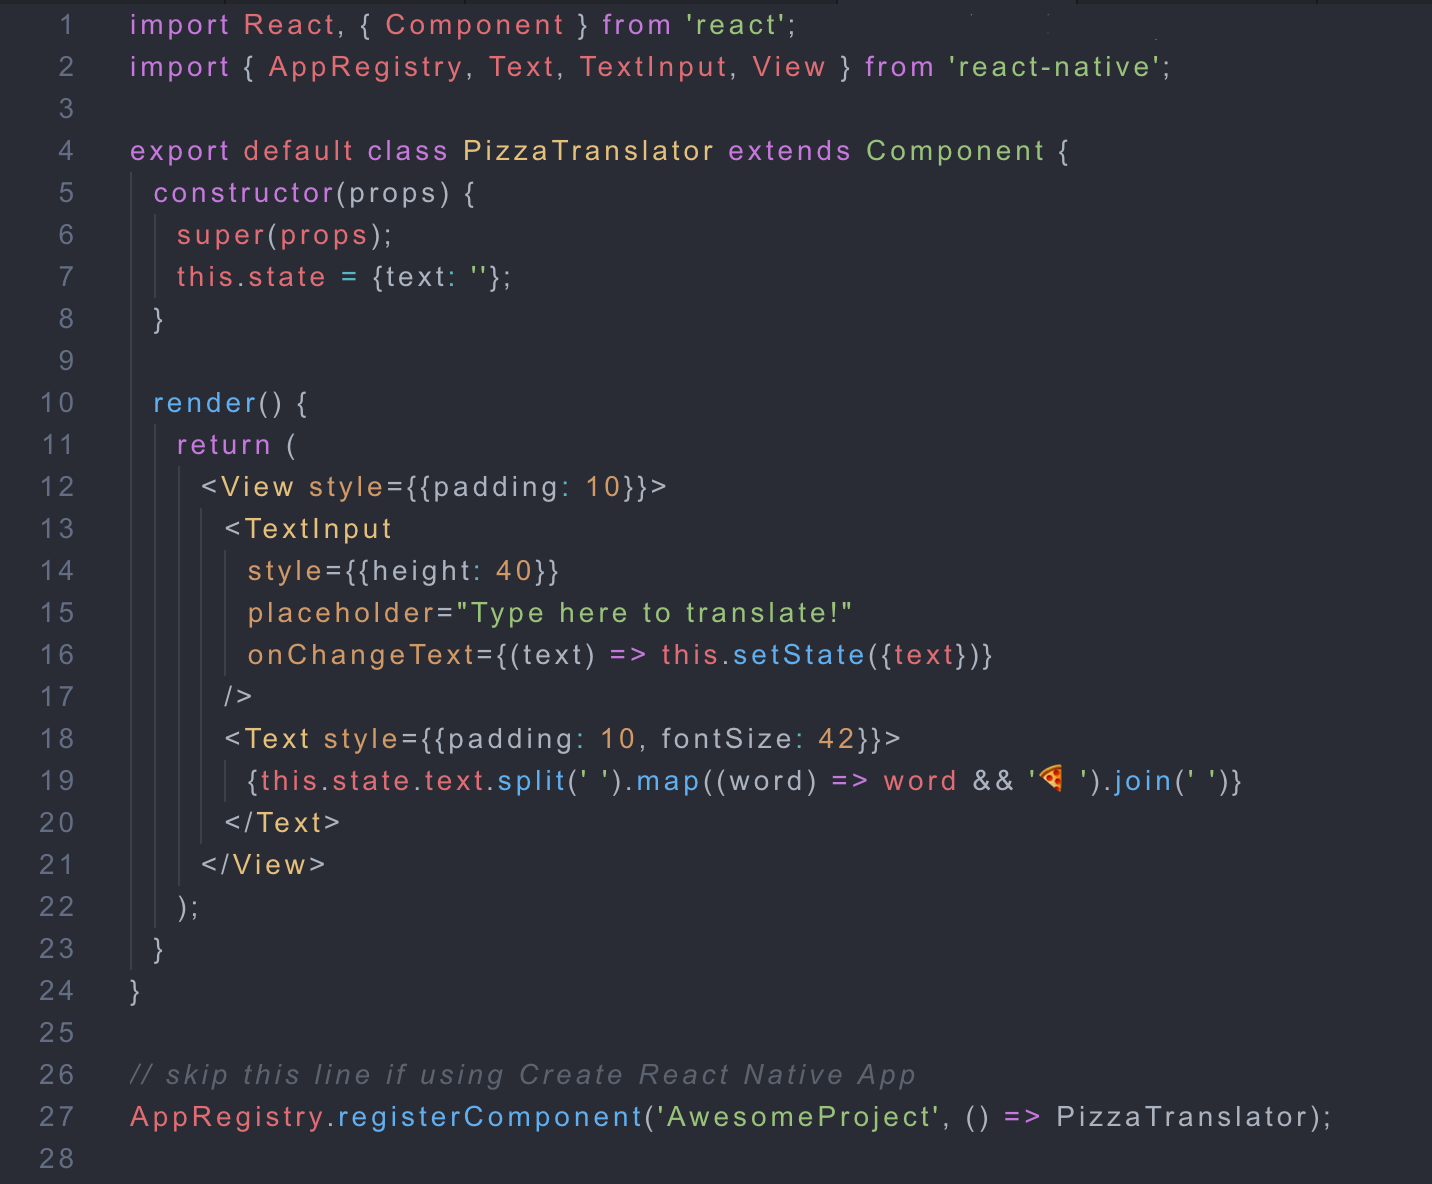 1 import React, { Component } from 'react';
2 import { AppRegistry, Text, TextInput, View } from 'react-native';
3
4 export default class PizzaTranslator extends Component {
5 constructor(props) {
6 super(props);
7 this.state = {text: ''};
8 }
9
10 render() {
11 return (
12 <View style={{padding: 10}}>
13 <TextInput
14 style={{height: 40}}
15 placeholder="Type here to translate!"
16 onChangeText={(text) => this.setState({text})}
17 />
18 <Text style={{padding: 10, fontSize: 42}}>
19 {this.state.text.split(' ').map((word) => word && '🍕 ').join(' ')}
20 </Text>
21 </View>
22 );
23 }
24 }
25
26 // skip this line if using Create React Native App
27 AppRegistry.registerComponent('AwesomeProject', () => PizzaTranslator);
28